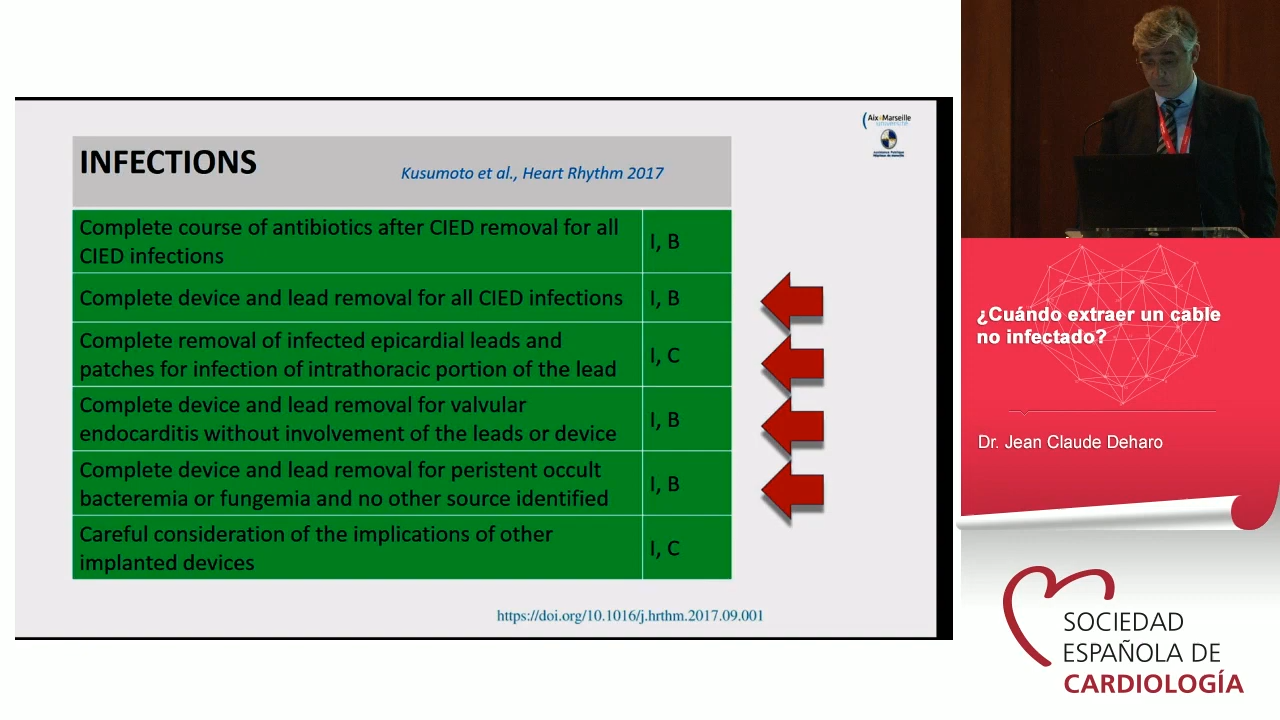 Aix Marseille
université
INFECTIONS
Kusumoto et al., Heart Rhythm 2017
Complete course of antibiotics after CIED removal for all
CIED infections
I, B
Complete device and lead removal for all CIED infections
I, B
Complete removal of infected epicardial leads and
patches for infection of intrathoracic portion of the lead
I, C
Complete device and lead removal for valvular
endocarditis without involvement of the leads or device
I, B
Complete device and lead removal for peristent occult
bacteremia or fungemia and no other source identified
I, B
Careful consideration of the implications of other
implanted devices
I, C
https://doi.org/10.1016/j.hrthm.2017.09.001
¿Cuándo extraer un cable
no infectado?
Dr. Jean Claude Deharo
SOCIEDAD
ESPAÑOLA DE
CARDIOLOGÍA